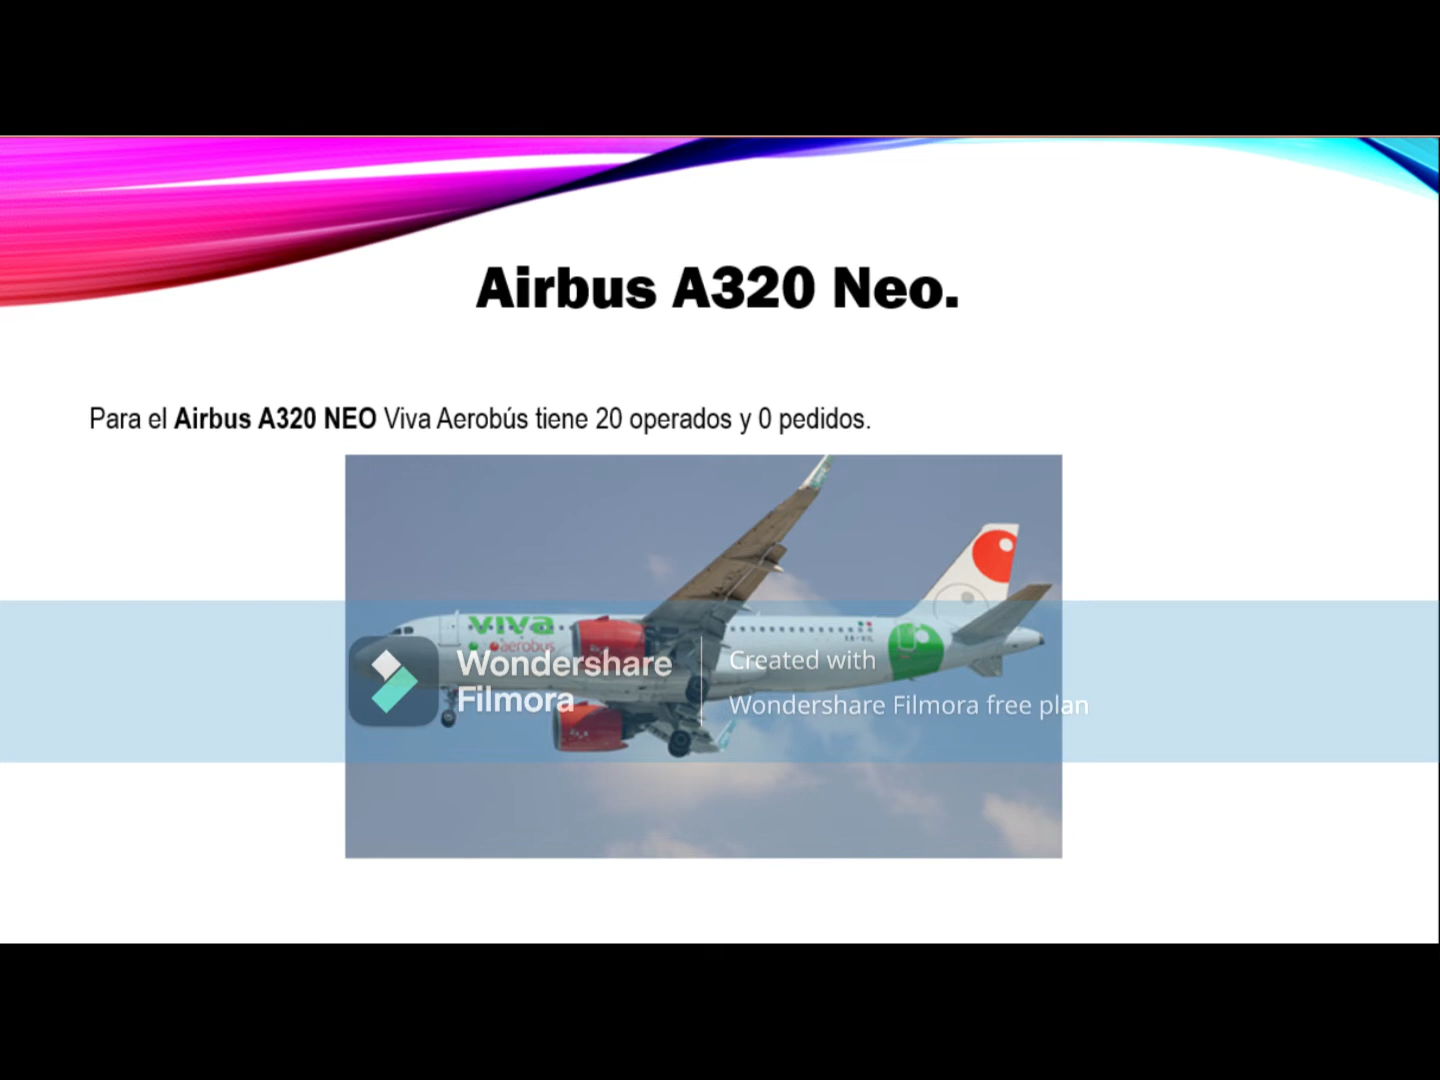 Airbus A320 Neo.
Para el Airbus A320 NEO Viva Aerobús tiene 20 operados y 0 pedidos.
viva
aerobus
Wondershare
Filmora
Created with
Wondershare Filmora free plan